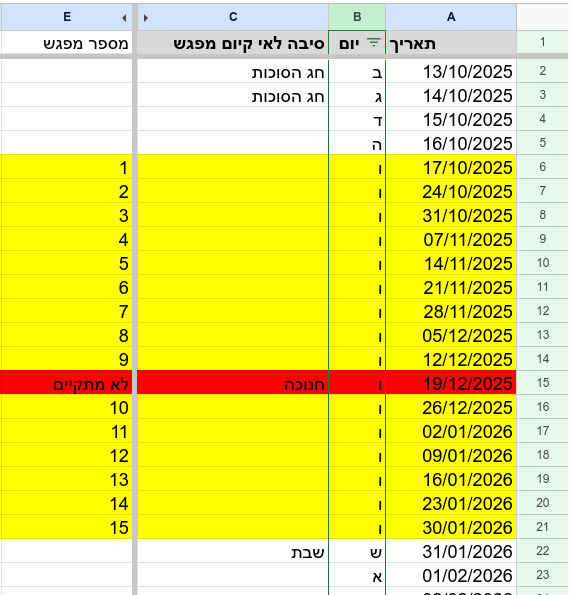 A B C E
1 תאריך יום סיבה לאי קיום מפגש מספר מפגש
2 13/10/2025 ב חג הסוכות
3 14/10/2025 ג חג הסוכות
4 15/10/2025 ד
5 16/10/2025 ה
6 17/10/2025 ו 1
7 24/10/2025 ו 2
8 31/10/2025 ו 3
9 07/11/2025 ו 4
10 14/11/2025 ו 5
11 21/11/2025 ו 6
12 28/11/2025 ו 7
13 05/12/2025 ו 8
14 12/12/2025 ו 9
15 19/12/2025 ו חנוכה לא מתקיים
16 26/12/2025 ו 10
17 02/01/2026 ו 11
18 09/01/2026 ו 12
19 16/01/2026 ו 13
20 23/01/2026 ו 14
21 30/01/2026 ו 15
22 31/01/2026 ש שבת
23 01/02/2026 א